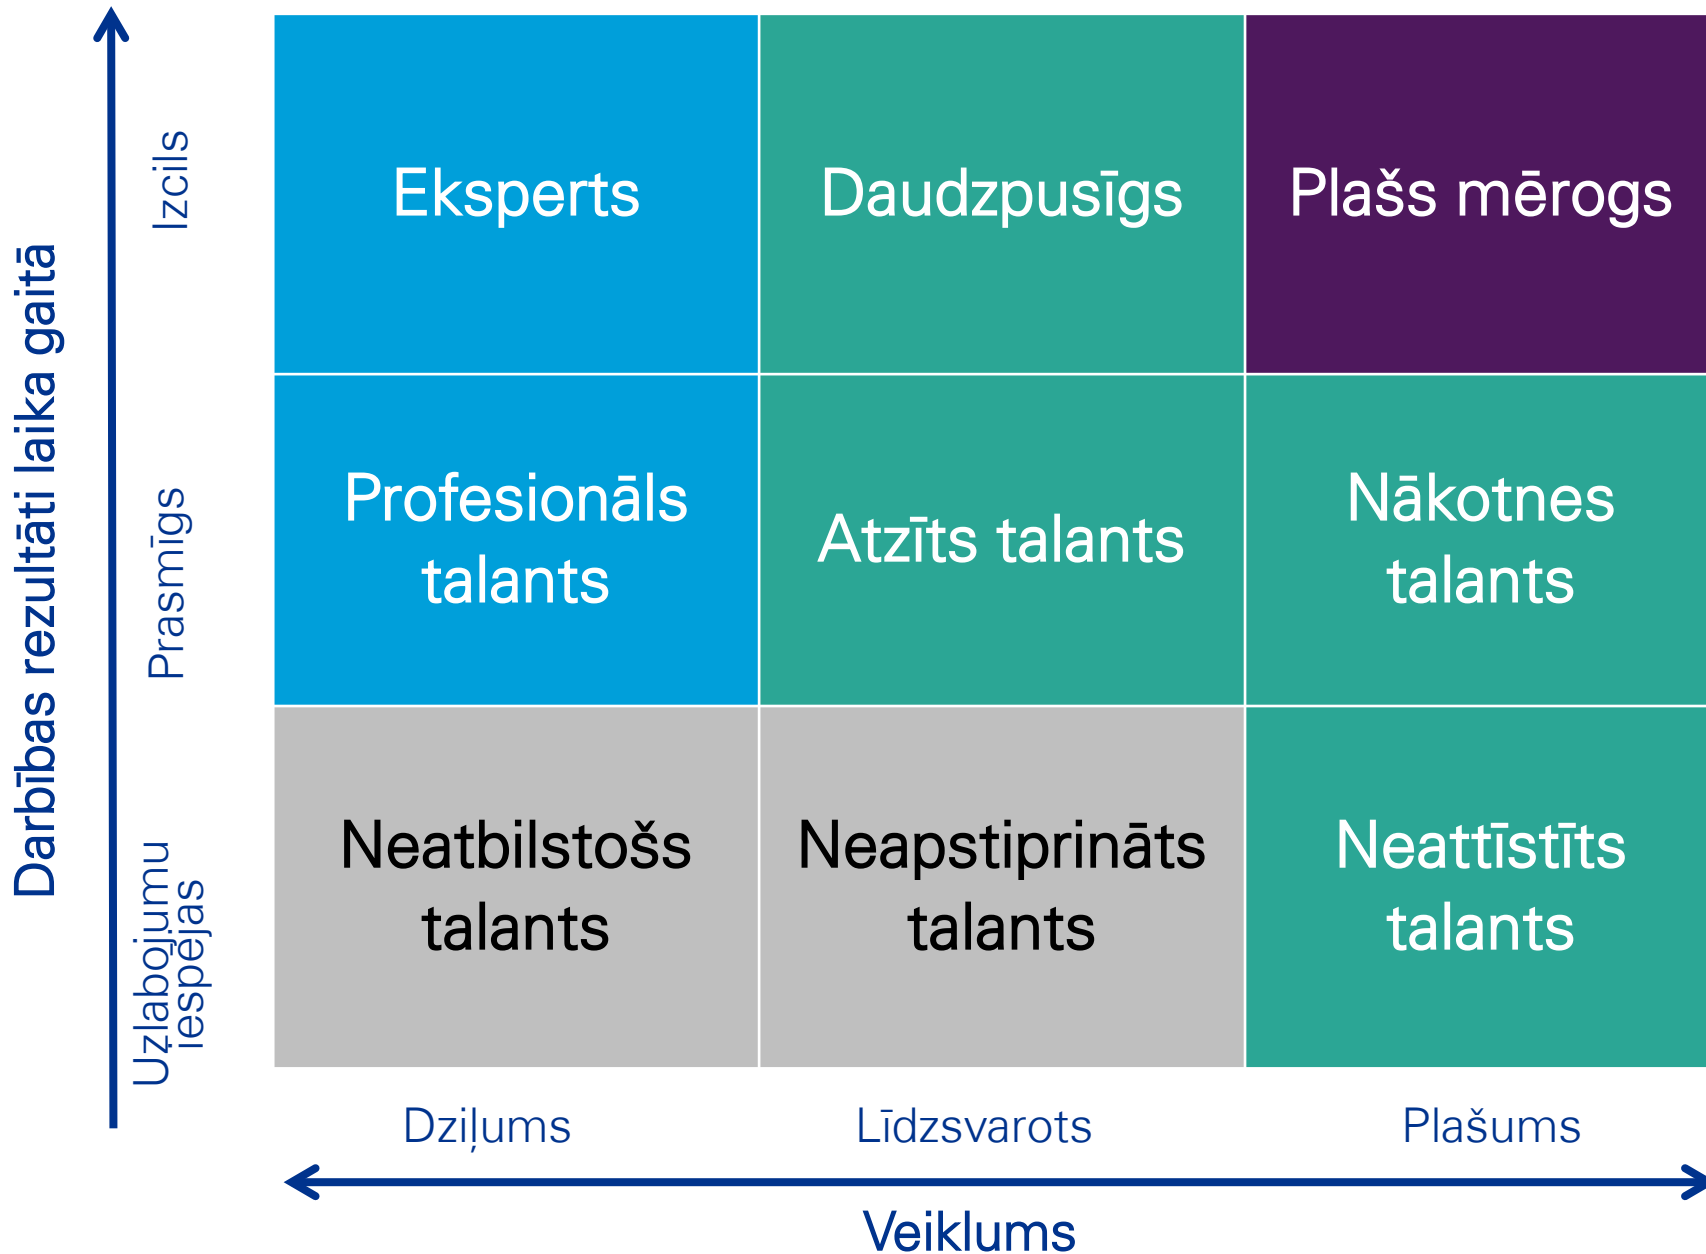 Darbības rezultāti laika gaitā
Izcils
Eksperts
Daudzpusīgs
Plašs mērogs
Prasmīgs
Profesionāls
talants
Atzīts talants
Nākotnes
talants
Uzlabojumu
iespējas
Neatbilstošs
talants
Neapstiprināts
talants
Neattīstīts
talants
Dziļums
Līdzsvarots
Plašums
Veiklums